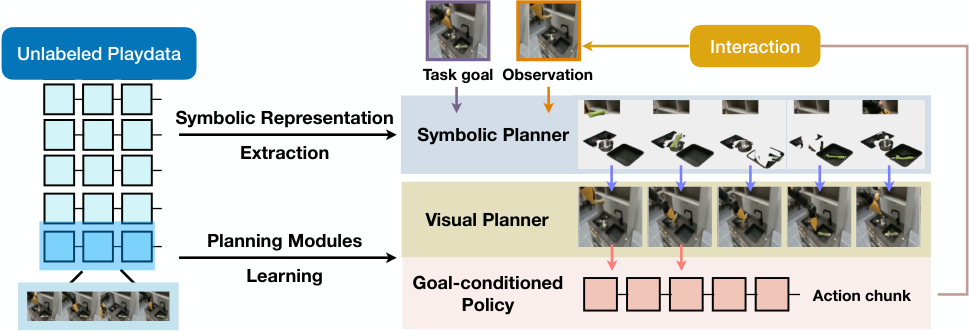 Unlabeled Playdata
Task goal
Observation
Interaction
Symbolic Representation
Extraction
Symbolic Planner
Visual Planner
Planning Modules
Learning
Goal-conditioned
Policy
Action chunk